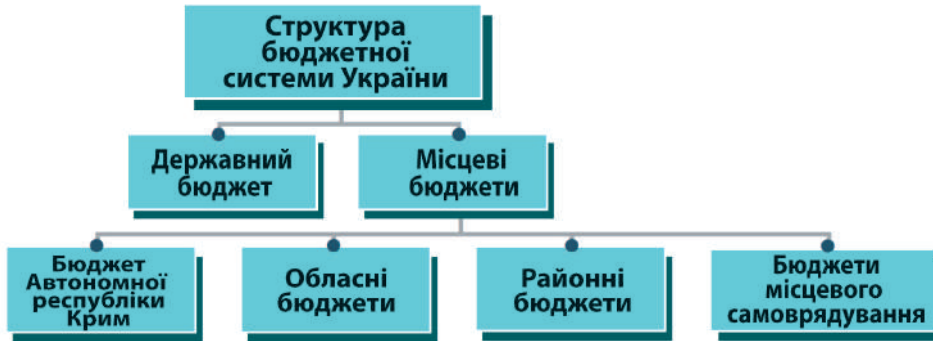 Структура
бюджетної
системи України
Державний
бюджет
Місцеві
бюджети
Бюджет
Автономної
республіки
Крим
Обласні
бюджети
Районні
бюджети
Бюджети
місцевого
самоврядування